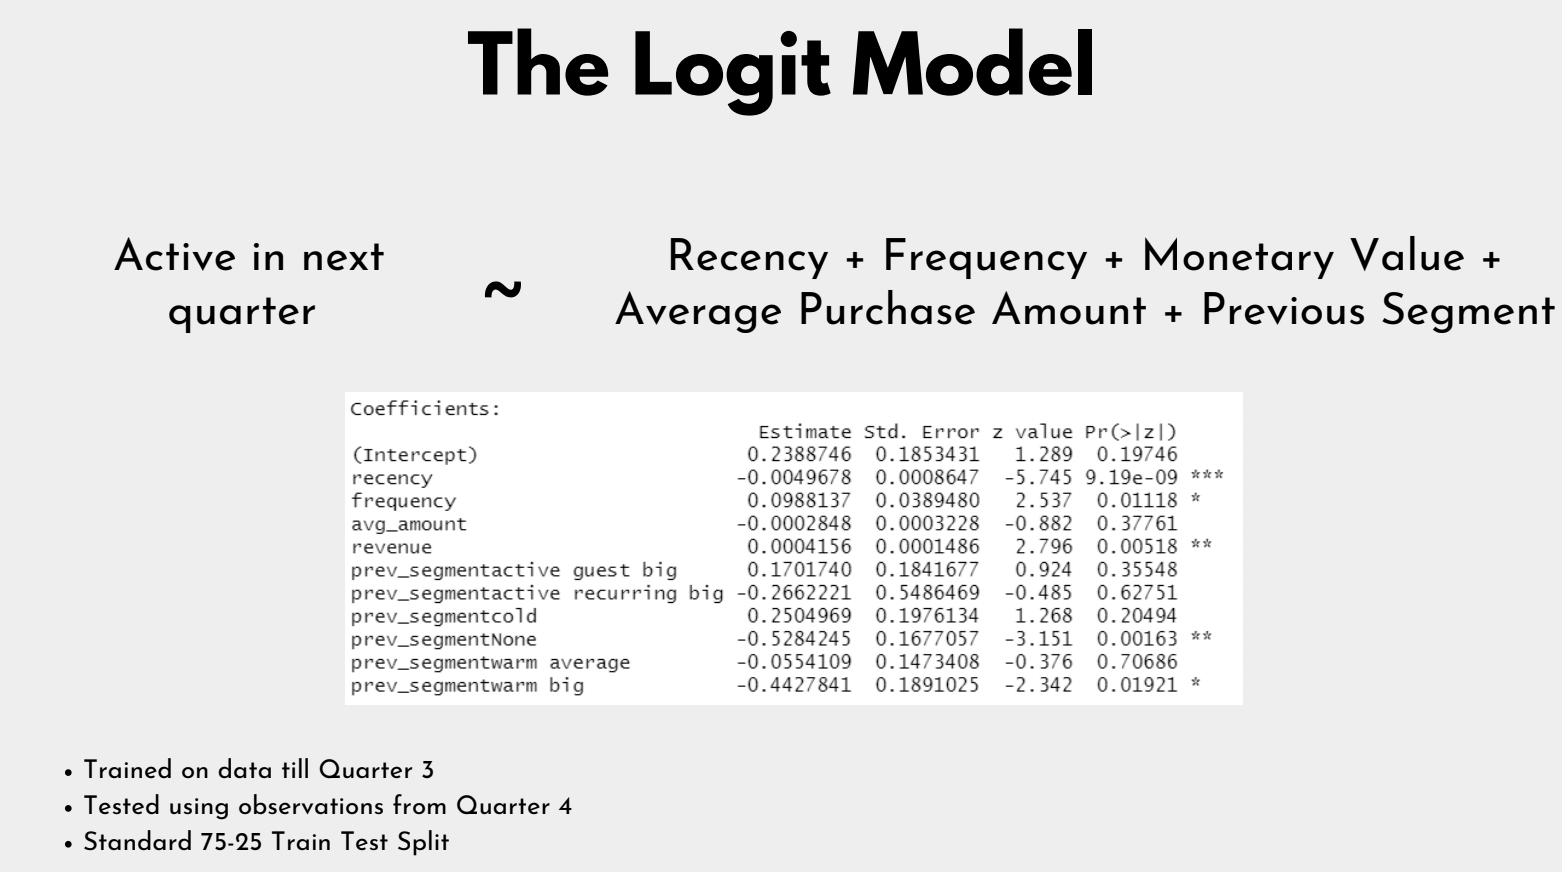 The Logit Model
Active in next
quarter
~
Recency + Frequency + Monetary Value +
Average Purchase Amount + Previous Segment
Coefficients:
Estimate Std. Error z value Pr(>|z|)
(Intercept) 0.2388746 0.1853431 1.289 0.19746
recency -0.0049678 0.0008647 -5.745 9.19e-09 ***
frequency 0.0988137 0.0389480 2.537 0.01118 *
avg_amount -0.0002848 0.0003228 -0.882 0.37761
revenue 0.0004156 0.0001486 2.796 0.00518 **
prev_segmentactive guest big 0.1701740 0.1841677 0.924 0.35548
prev_segmentactive recurring big -0.2662221 0.5486469 -0.485 0.62751
prev_segmentcold 0.2504969 0.1976134 1.268 0.20494
prev_segmentNone -0.5284245 0.1677057 -3.151 0.00163 **
prev_segmentwarm average -0.0554109 0.1473408 -0.376 0.70686
prev_segmentwarm big -0.4427841 0.1891025 -2.342 0.01921 *
• Trained on data till Quarter 3
• Tested using observations from Quarter 4
• Standard 75-25 Train Test Split